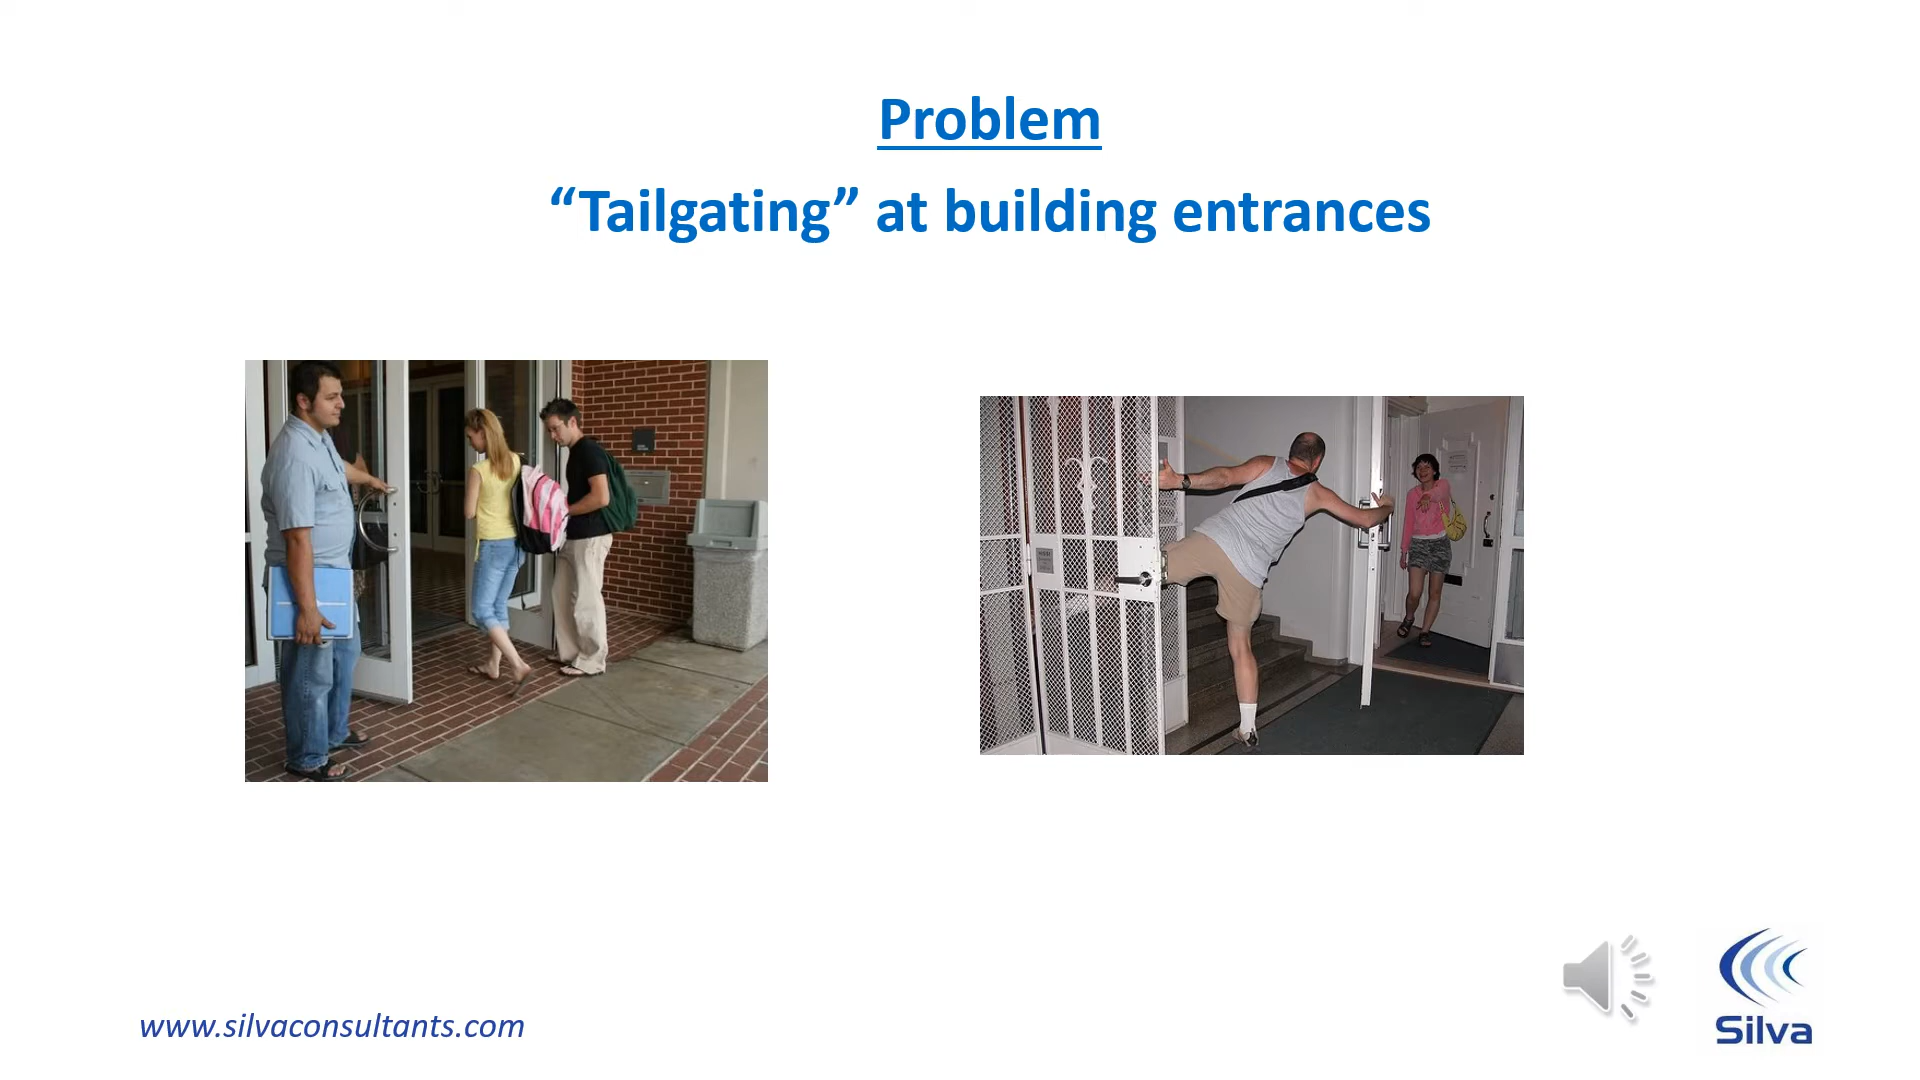 Problem
“Tailgating” at building entrances
www.silvaconsultants.com
Silva